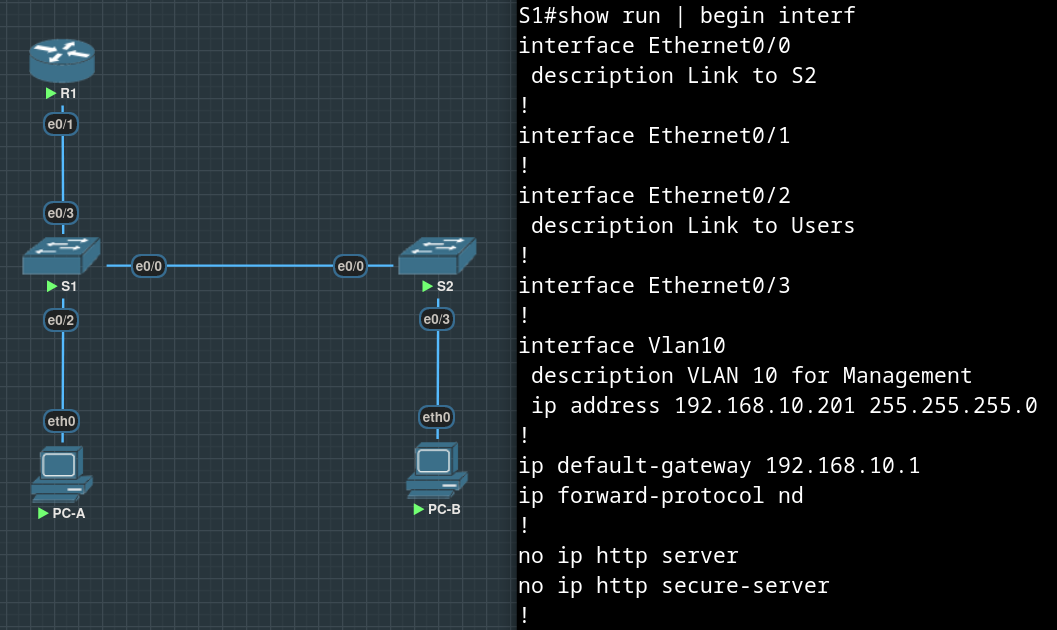 R1
e0/1
e0/3
S1
e0/0
e0/0
S2
e0/2
e0/3
eth0
eth0
PC-A
PC-B
S1#show run | begin interf
interface Ethernet0/0
 description Link to S2
!
interface Ethernet0/1
!
interface Ethernet0/2
 description Link to Users
!
interface Ethernet0/3
!
interface Vlan10
 description VLAN 10 for Management
 ip address 192.168.10.201 255.255.255.0
!
ip default-gateway 192.168.10.1
ip forward-protocol nd
!
no ip http server
no ip http secure-server
!